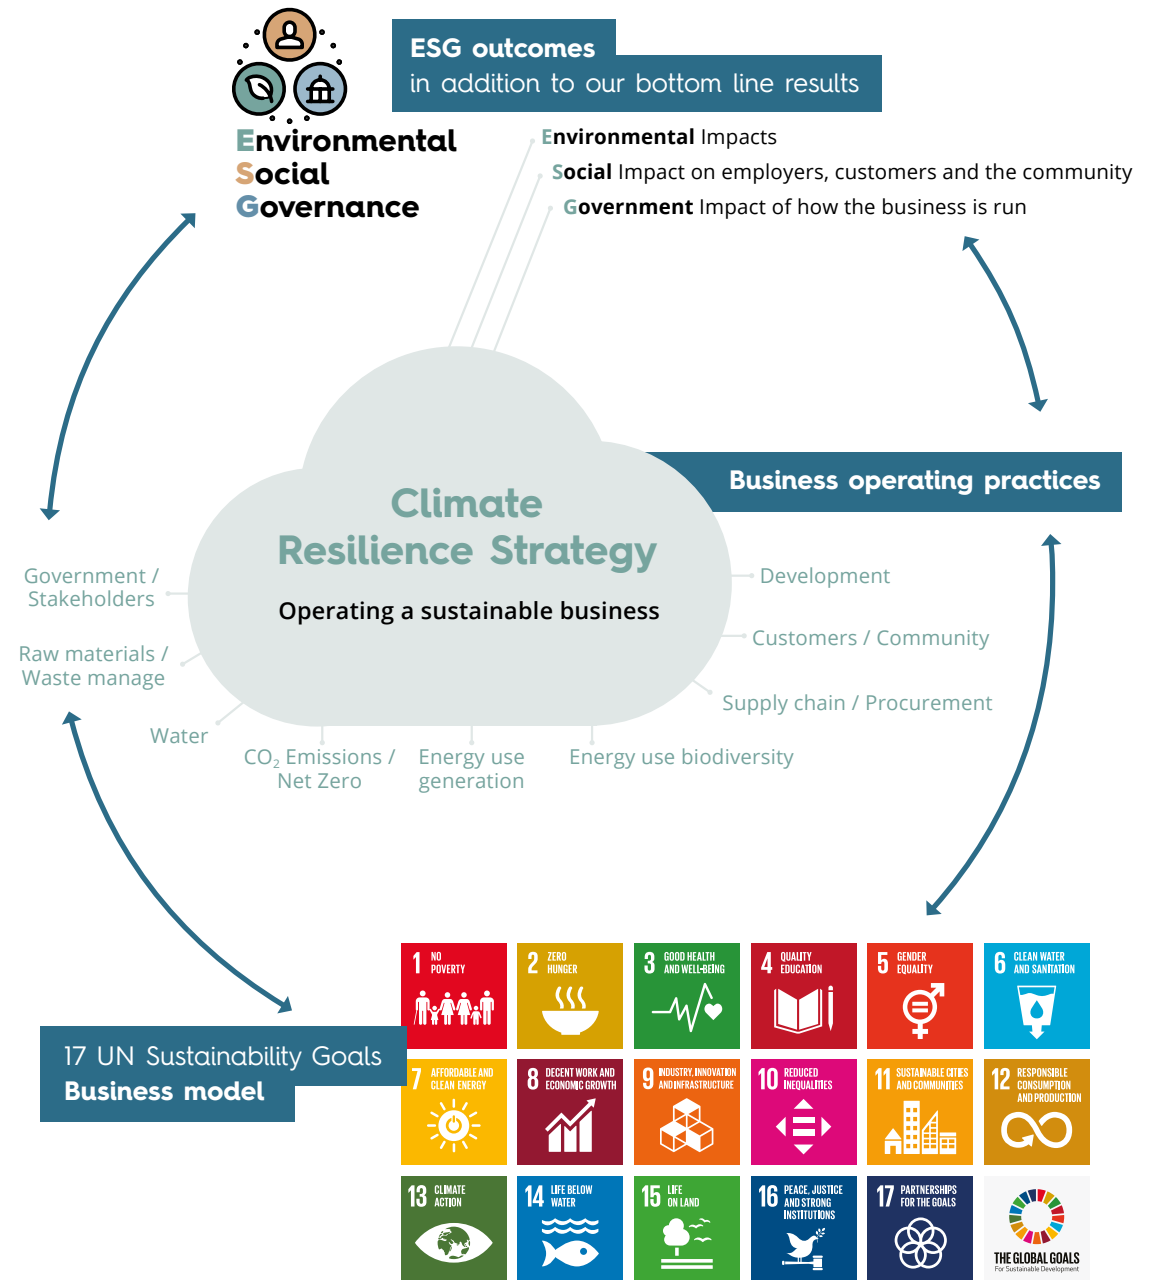 ESG outcomes
in addition to our bottom line results
Environmental
Social
Governance
Environmental Impacts
Social Impact on employers, customers and the community
Government Impact of how the business is run
Business operating practices
Climate
Resilience Strategy
Operating a sustainable business
Government /
Stakeholders
Raw materials /
Waste manage
Water
CO₂ Emissions /
Net Zero
Energy use
generation
Energy use biodiversity
Development
Customers / Community
Supply chain / Procurement
17 UN Sustainability Goals
Business model
1 NO
POVERTY
2 ZERO
HUNGER
3 GOOD HEALTH
AND WELL-BEING
4 QUALITY
EDUCATION
5 GENDER
EQUALITY
6 CLEAN WATER
AND SANITATION
7 AFFORDABLE AND
CLEAN ENERGY
8 DECENT WORK AND
ECONOMIC GROWTH
9 INDUSTRY, INNOVATION
AND INFRASTRUCTURE
10 REDUCED
INEQUALITIES
11 SUSTAINABLE CITIES
AND COMMUNITIES
12 RESPONSIBLE
CONSUMPTION
AND PRODUCTION
13 CLIMATE
ACTION
14 LIFE BELOW
WATER
15 LIFE
ON LAND
16 PEACE, JUSTICE
AND STRONG
INSTITUTIONS
17 PARTNERSHIPS
FOR THE GOALS
THE GLOBAL GOALS
For Sustainable Development